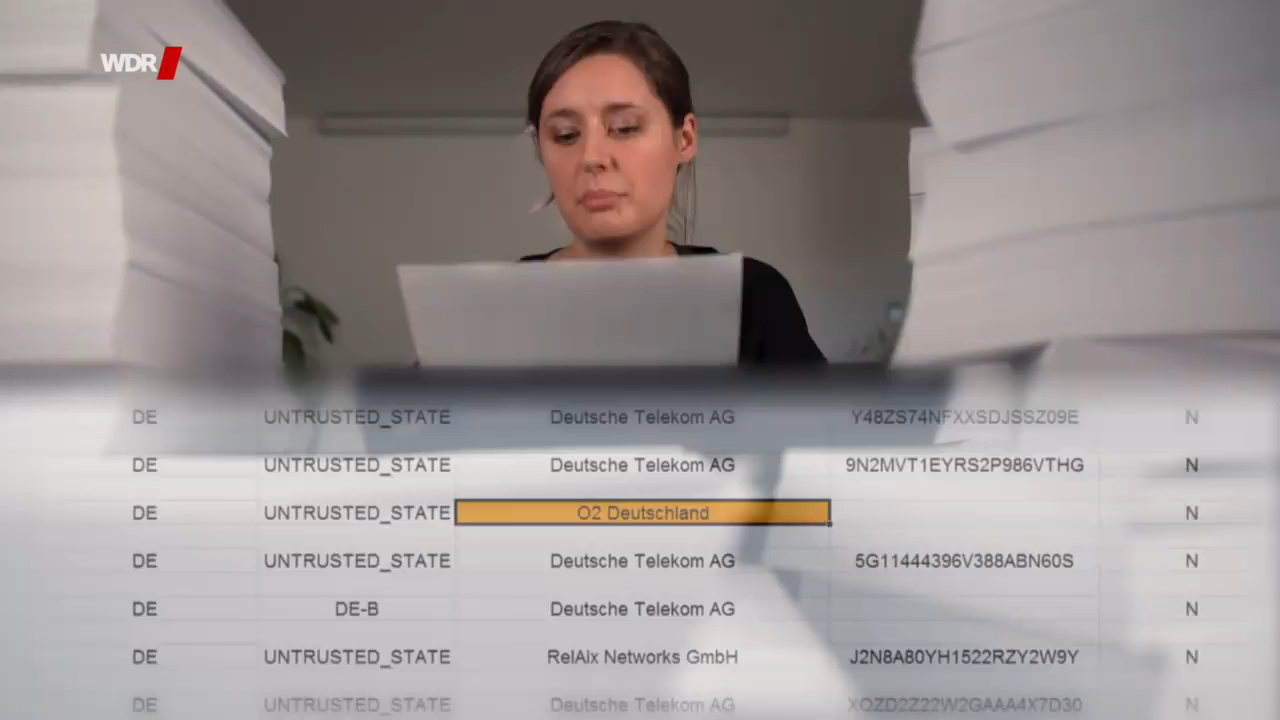 WDR
DE UNTRUSTED_STATE Deutsche Telekom AG Y48ZS74NFXXSDJSSZ09E N
DE UNTRUSTED_STATE Deutsche Telekom AG 9N2MVT1EYRS2P986VTHG N
DE UNTRUSTED_STATE O2 Deutschland N
DE UNTRUSTED_STATE Deutsche Telekom AG 5G11444396V388ABN60S N
DE DE-B Deutsche Telekom AG N
DE UNTRUSTED_STATE RelAix Networks GmbH J2N8A80YH1522RZY2W9Y N
DE UNTRUSTED_STATE Deutsche Telekom AG XQZD2Z22W2GAAA4X7D30 N